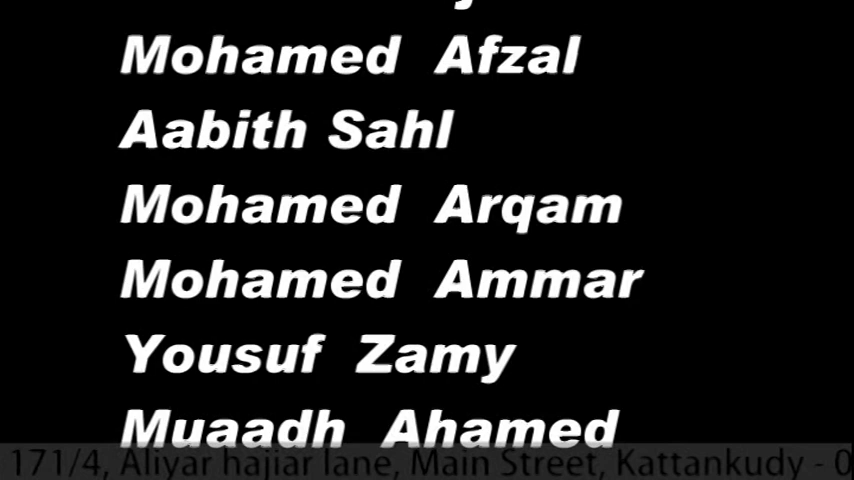 Mohamed Afzal
Aabith Sahl
Mohamed Arqam
Mohamed Ammar
Yousuf Zamy
Muaadh Ahamed
171/4, Aliyar hajiar lane, Main Street, Kattankudy - 0